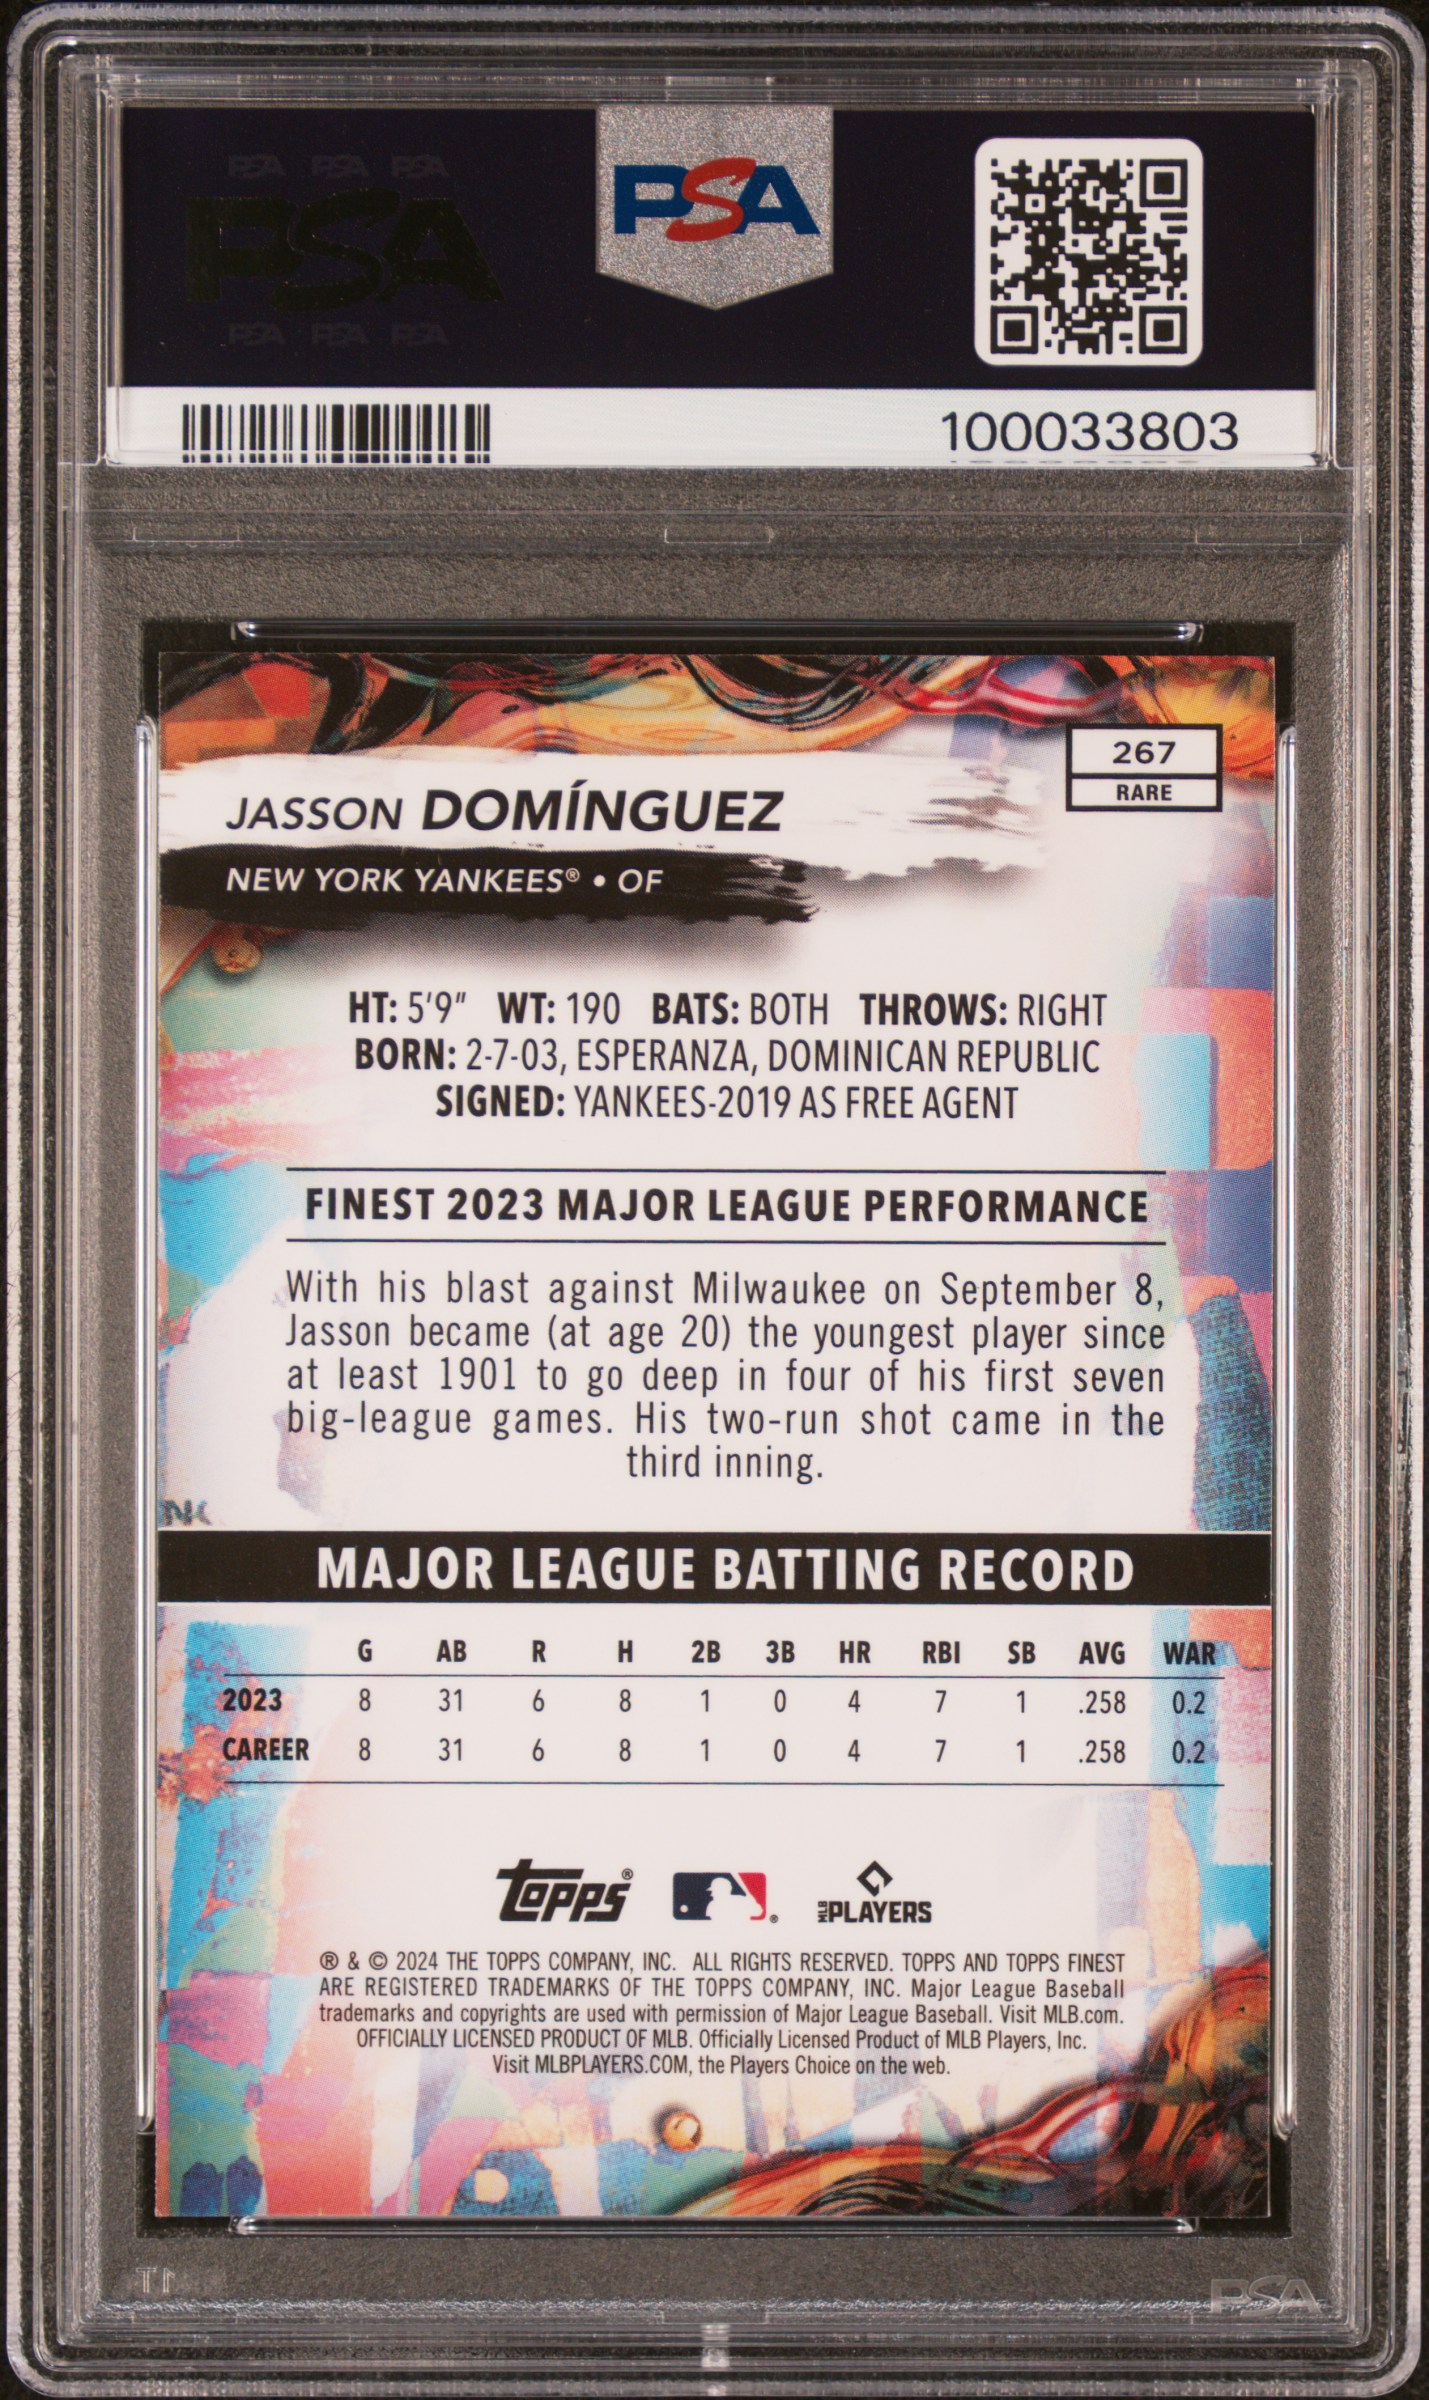 PSA PSA PSA
PSA
PSA PSA PSA
PSA
100033803
267
RARE
JASSON DOMÍNGUEZ
NEW YORK YANKEES® • OF
HT: 5'9" WT: 190 BATS: BOTH THROWS: RIGHT
BORN: 2-7-03, ESPERANZA, DOMINICAN REPUBLIC
SIGNED: YANKEES-2019 AS FREE AGENT
FINEST 2023 MAJOR LEAGUE PERFORMANCE
With his blast against Milwaukee on September 8,
Jasson became (at age 20) the youngest player since
at least 1901 to go deep in four of his first seven
big-league games. His two-run shot came in the
third inning.
NK
MAJOR LEAGUE BATTING RECORD
G AB R H 2B 3B HR RBI SB AVG WAR
2023 8 31 6 8 1 0 4 7 1 .258 0.2
CAREER 8 31 6 8 1 0 4 7 1 .258 0.2
Topps®
MLB PLAYERS
® & © 2024 THE TOPPS COMPANY, INC. ALL RIGHTS RESERVED. TOPPS AND TOPPS FINEST
ARE REGISTERED TRADEMARKS OF THE TOPPS COMPANY, INC. Major League Baseball
trademarks and copyrights are used with permission of Major League Baseball. Visit MLB.com.
OFFICIALLY LICENSED PRODUCT OF MLB. Officially Licensed Product of MLB Players, Inc.
Visit MLBPLAYERS.COM, the Players Choice on the web.
PSA